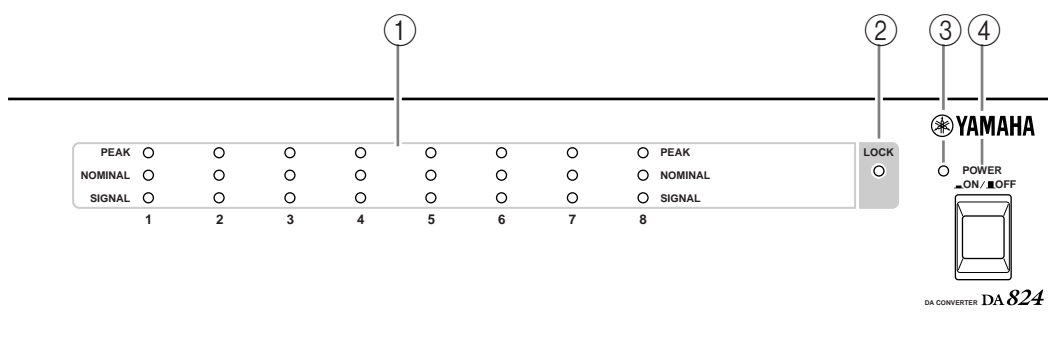 ① ② ③ ④
YAMAHA
PEAK PEAK LOCK
NOMINAL NOMINAL POWER
ON/ OFF
SIGNAL SIGNAL
1 2 3 4 5 6 7 8
DA CONVERTER DA824